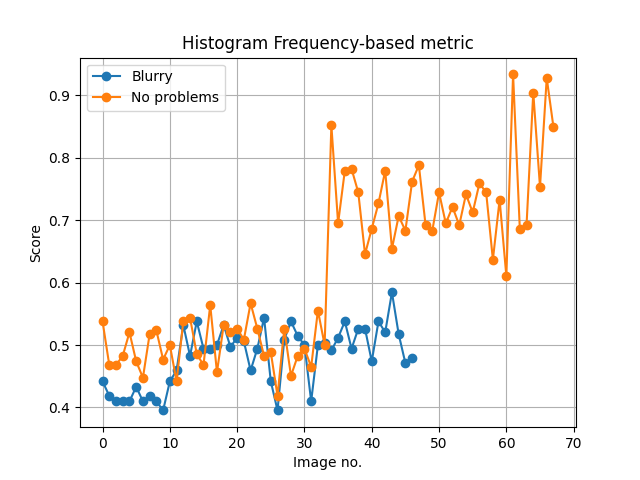 Histogram Frequency-based metric
Blurry
No problems
0.9
0.8
0.7
0.6
0.5
0.4
Score
0 10 20 30 40 50 60 70
Image no.